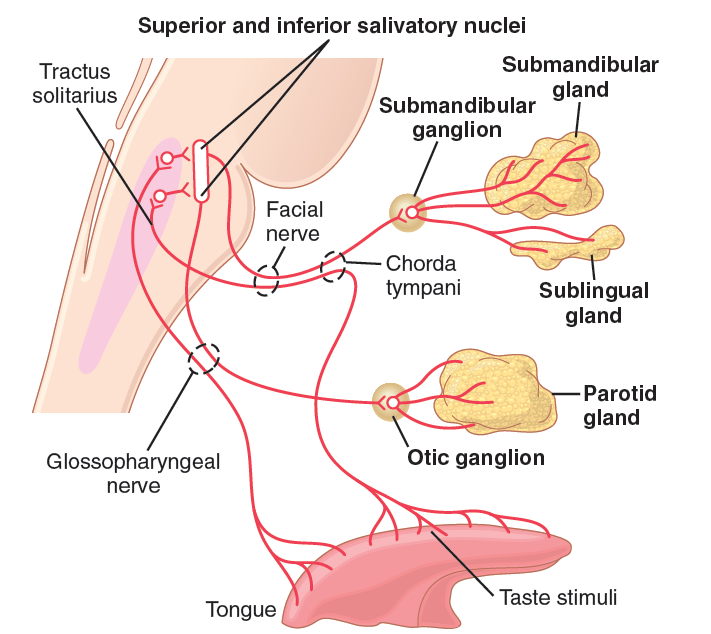 Superior and inferior salivatory nuclei
Tractus
solitarius
Submandibular
gland
Submandibular
ganglion
Facial
nerve
Chorda
tympani
Sublingual
gland
Parotid
gland
Otic ganglion
Glossopharyngeal
nerve
Taste stimuli
Tongue